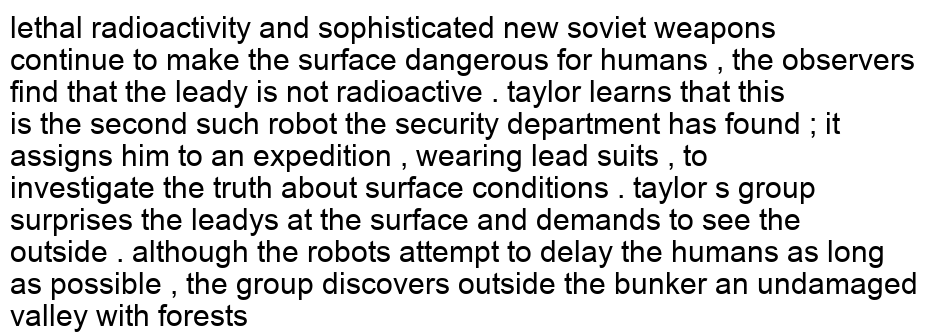 lethal radioactivity and sophisticated new soviet weapons
continue to make the surface dangerous for humans , the observers
find that the leady is not radioactive . taylor learns that this
is the second such robot the security department has found ; it
assigns him to an expedition , wearing lead suits , to
investigate the truth about surface conditions . taylor s group
surprises the leadys at the surface and demands to see the
outside . although the robots attempt to delay the humans as long
as possible , the group discovers outside the bunker an undamaged
valley with forests